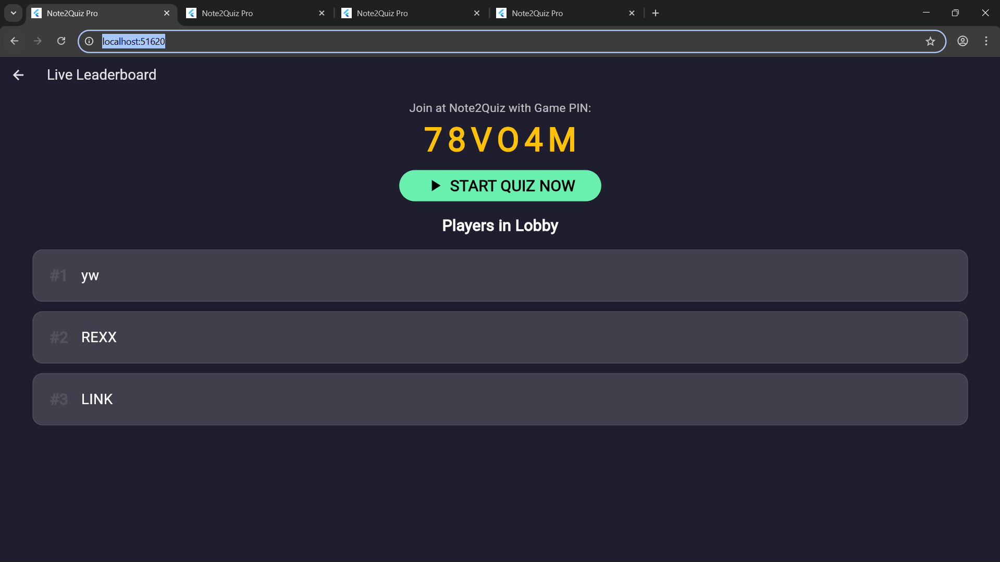 Note2Quiz Pro
Note2Quiz Pro
Note2Quiz Pro
Note2Quiz Pro
localhost:51620
Live Leaderboard
Join at Note2Quiz with Game PIN:
78VO4M
START QUIZ NOW
Players in Lobby
#1 yw
#2 REXX
#3 LINK